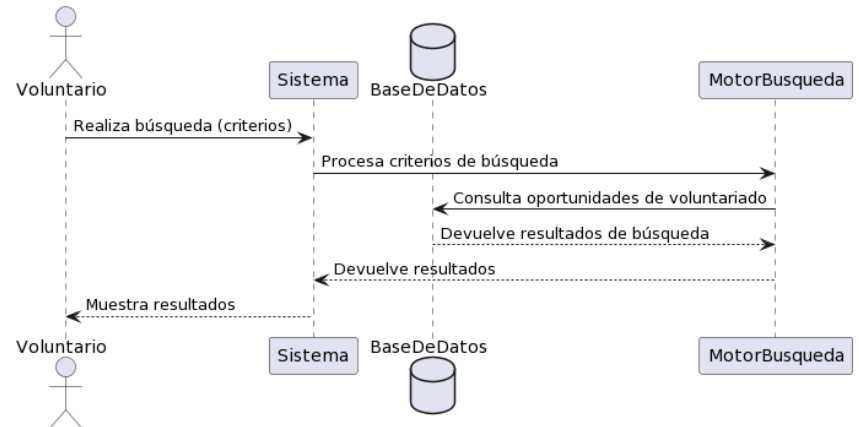 Voluntario
Sistema
BaseDeDatos
MotorBusqueda
Realiza búsqueda (criterios)
Procesa criterios de búsqueda
Consulta oportunidades de voluntariado
Devuelve resultados de búsqueda
Devuelve resultados
Muestra resultados
Voluntario
Sistema
BaseDeDatos
MotorBusqueda